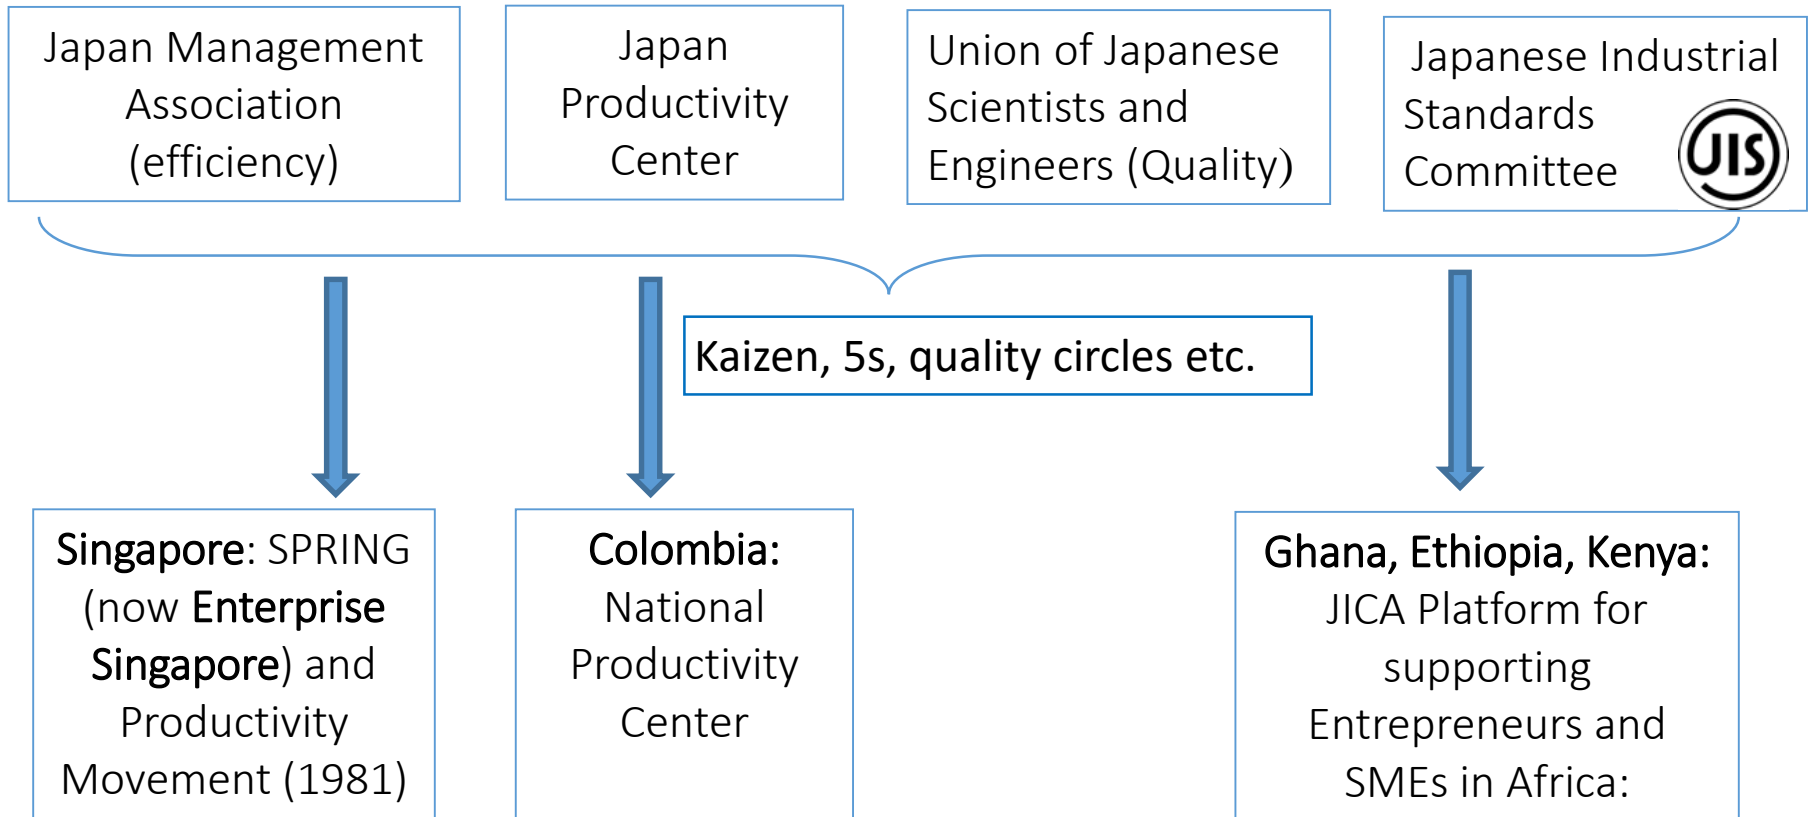 Japan Management
Association
(efficiency)
Japan
Productivity
Center
Union of Japanese
Scientists and
Engineers (Quality)
Japanese Industrial
Standards
Committee
JIS
Kaizen, 5s, quality circles etc.
Singapore: SPRING
(now Enterprise
Singapore) and
Productivity
Movement (1981)
Colombia:
National
Productivity
Center
Ghana, Ethiopia, Kenya:
JICA Platform for
supporting
Entrepreneurs and
SMEs in Africa: